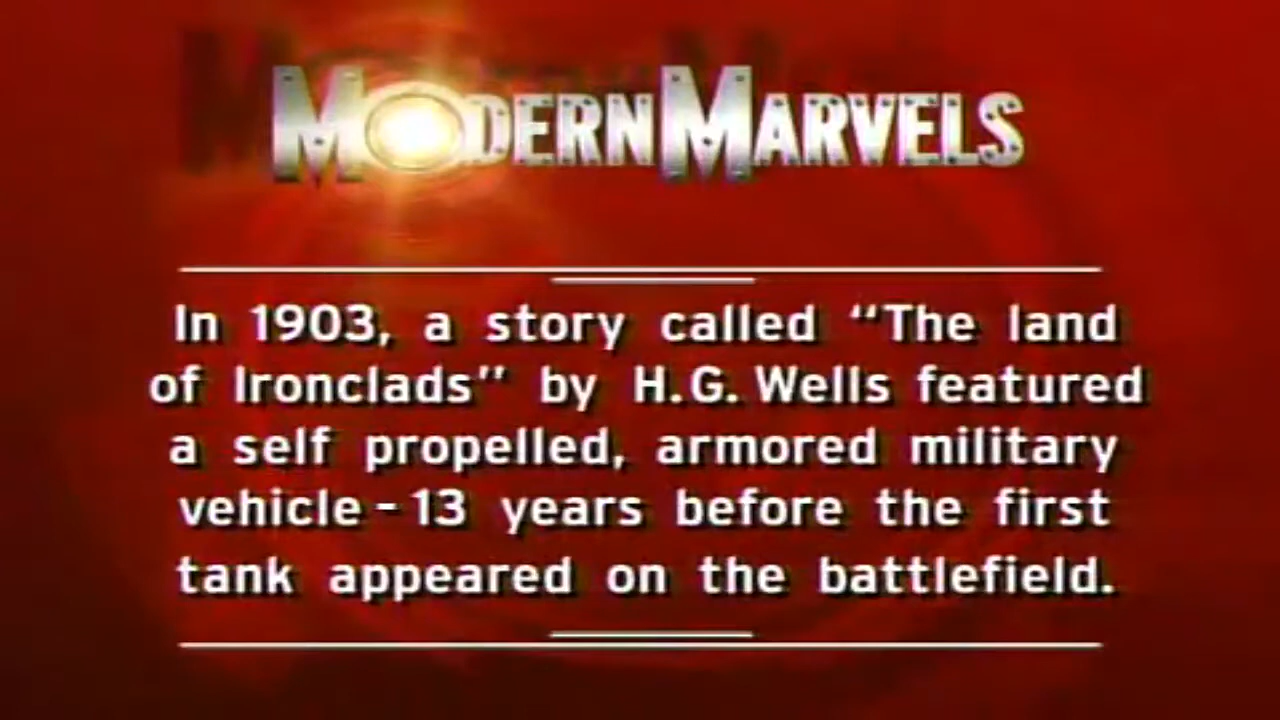 MODERN MARVELS
In 1903, a story called “The land
of Ironclads” by H.G. Wells featured
a self propelled, armored military
vehicle - 13 years before the first
tank appeared on the battlefield.